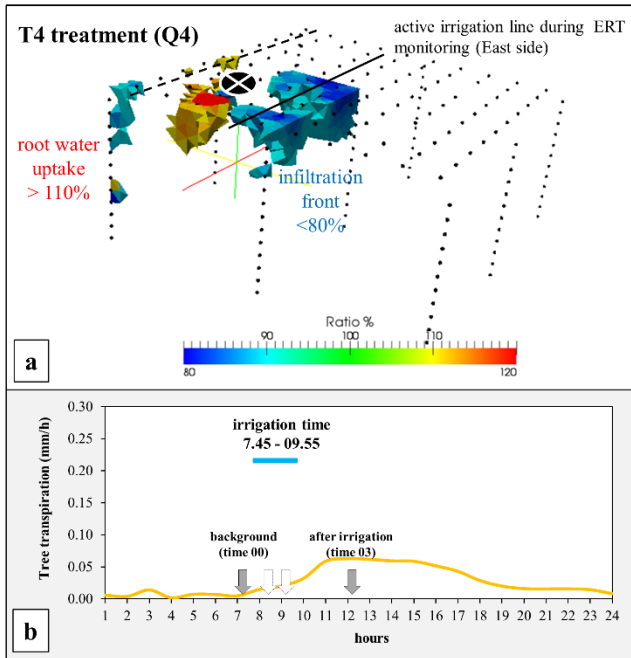 T4 treatment (Q4)
active irrigation line during ERT
monitoring (East side)
root water
uptake
> 110%
infiltration
front
<80%
Ratio %
90 100 110
80 120
a
0.30
0.25
0.20
0.15
0.10
0.05
0.00
Tree transpiration (mm/h)
irrigation time
7.45 - 09.55
background
(time 00)
after irrigation
(time 03)
1 2 3 4 5 6 7 8 9 10 11 12 13 14 15 16 17 18 19 20 21 22 23 24
hours
b